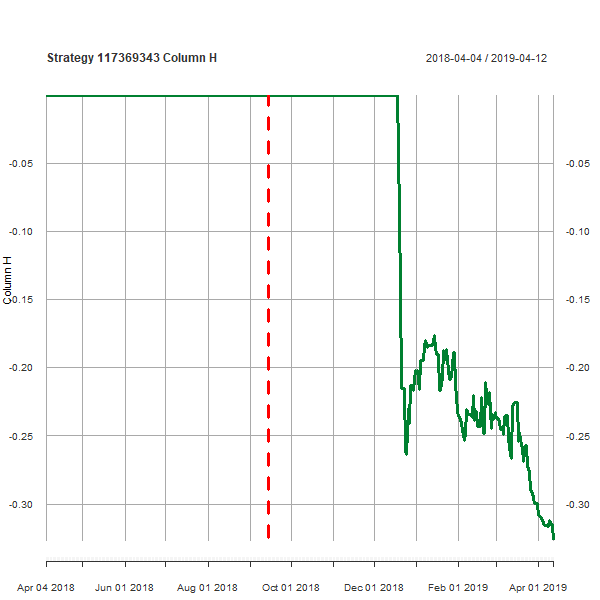 Strategy 117369343 Column H
2018-04-04 / 2019-04-12
-0.05 -0.05
-0.10 -0.10
-0.15 -0.15
-0.20 -0.20
-0.25 -0.25
-0.30 -0.30
Column H
Apr 04 2018 Jun 01 2018 Aug 01 2018 Oct 01 2018 Dec 01 2018 Feb 01 2019 Apr 01 2019